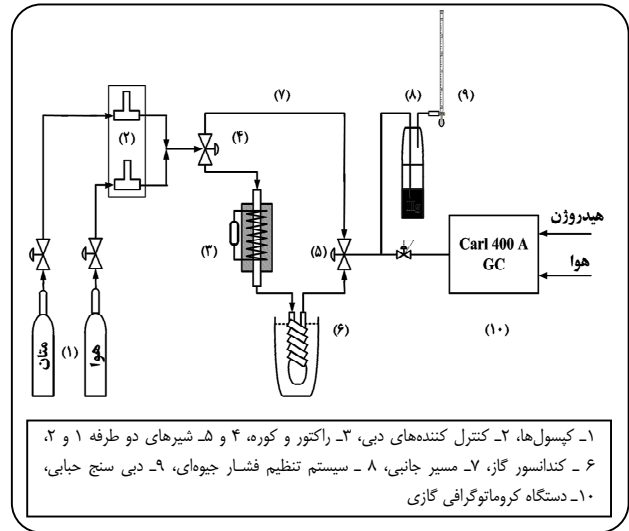 (۷)
(۸)
(۹)
(۲)
(۴)
هیدروژن
Carl 400 A
GC
هوا
(۳)
(۵)
(۶)
(۱۰)
متان
(۱)
هوا
۱ـ کپسول‌ها، ۲ـ کنترل کننده‌های دبی، ۳ـ راکتور و کوره، ۴ و ۵ـ شیرهای دو طرفه ۱ و ۲،
۶ ـ کندانسور گاز، ۷ـ مسیر جانبی، ۸ ـ سیستم تنظیم فشـار جیوه‌ای، ۹ـ دبی سنج حبابی،
۱۰ـ دستگاه کروماتوگرافی گازی